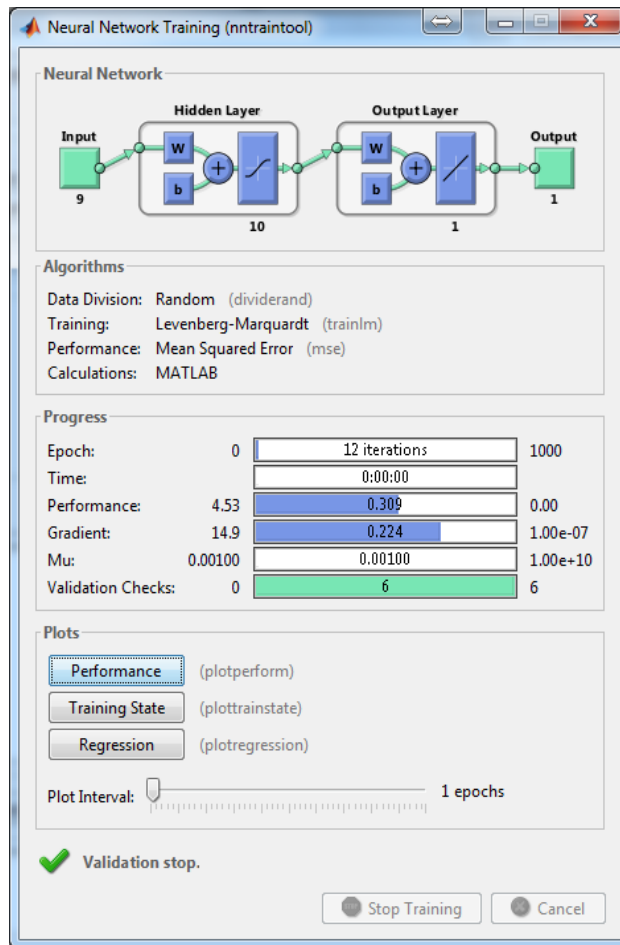 Neural Network Training (nntraintool)
Neural Network
Hidden Layer Output Layer
Input Output
W W
+ +
b b
9 10 1 1
Algorithms
Data Division: Random (dividerand)
Training: Levenberg-Marquardt (trainlm)
Performance: Mean Squared Error (mse)
Calculations: MATLAB
Progress
Epoch: 0 12 iterations 1000
Time: 0:00:00
Performance: 4.53 0.309 0.00
Gradient: 14.9 0.224 1.00e-07
Mu: 0.00100 0.00100 1.00e+10
Validation Checks: 0 6 6
Plots
Performance (plotperform)
Training State (plottrainstate)
Regression (plotregression)
Plot Interval: 1 epochs
Validation stop.
Stop Training Cancel